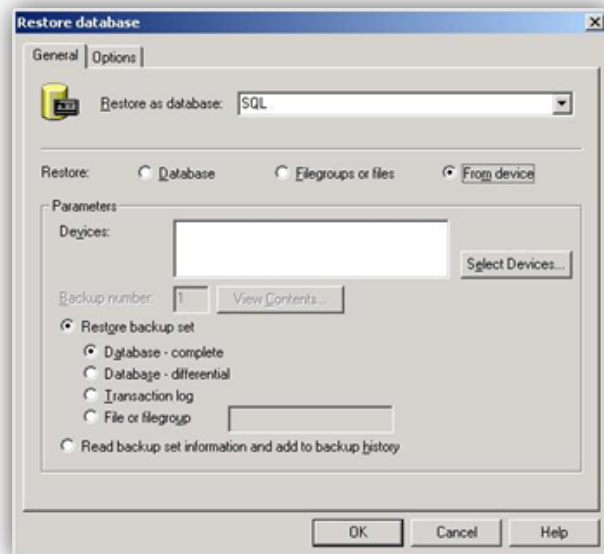 Restore database
General Options
Restore as database: SQL
Restore: Database Filegroups or files From device
Parameters
Devices:
Select Devices...
Backup number: 1 View Contents...
Restore backup set
Database - complete
Database - differential
Transaction log
File or filegroup
Read backup set information and add to backup history
OK Cancel Help